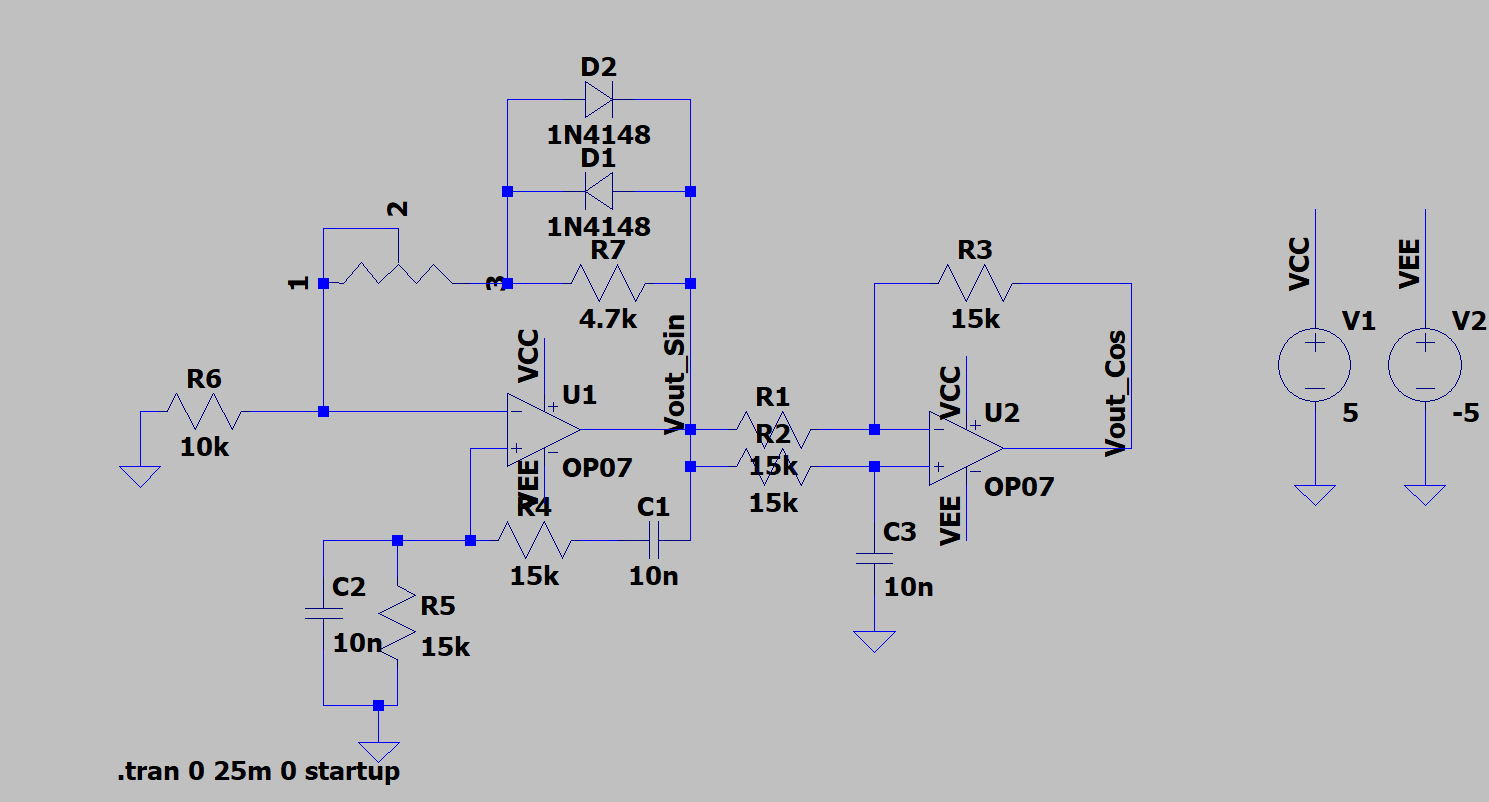 D2
1N4148
D1
1N4148
2
R7
4.7k
1
3
R3
15k
VCC
VEE
V1
5
V2
-5
R6
10k
VCC
U1
+
−
+
−
OP07
VEE
Vout_Sin
R1
15k
R2
15k
VCC
U2
+
−
+
−
OP07
VEE
Vout_Cos
R4
15k
C1
10n
C3
10n
C2
10n
R5
15k
.tran 0 25m 0 startup